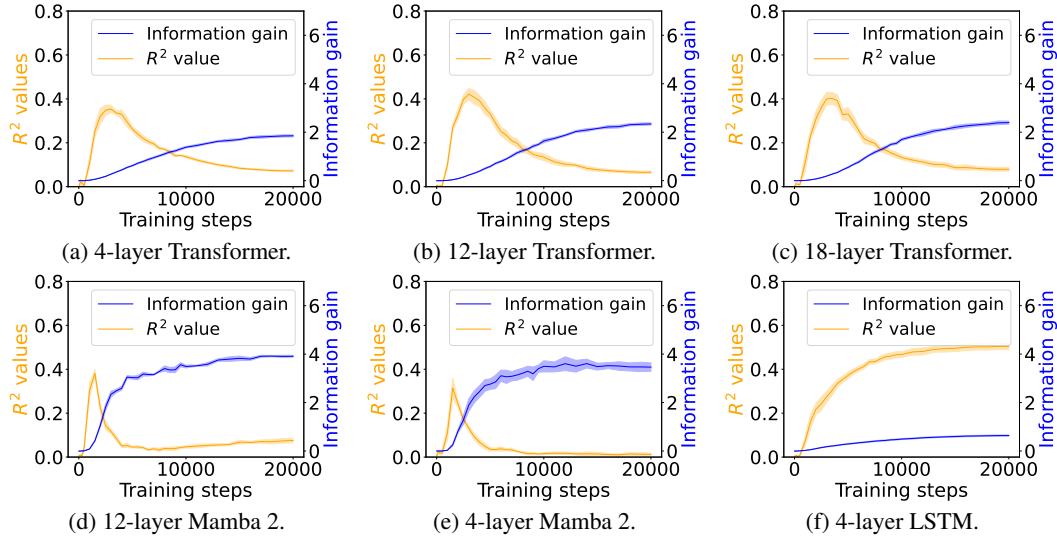 0.8
0.6
0.4
0.2
0.0
R² values
Information gain
R² value
6
4
2
0
Information gain
0
10000
20000
Training steps
(a) 4-layer Transformer.
0.8
0.6
0.4
0.2
0.0
R² values
Information gain
R² value
6
4
2
0
Information gain
0
10000
20000
Training steps
(b) 12-layer Transformer.
0.8
0.6
0.4
0.2
0.0
R² values
Information gain
R² value
6
4
2
0
Information gain
0
10000
20000
Training steps
(c) 18-layer Transformer.
0.8
0.6
0.4
0.2
0.0
R² values
Information gain
R² value
6
4
2
0
Information gain
0
10000
20000
Training steps
(d) 12-layer Mamba 2.
0.8
0.6
0.4
0.2
0.0
R² values
Information gain
R² value
6
4
2
0
Information gain
0
10000
20000
Training steps
(e) 4-layer Mamba 2.
0.8
0.6
0.4
0.2
0.0
R² values
Information gain
R² value
6
4
2
0
Information gain
0
10000
20000
Training steps
(f) 4-layer LSTM.